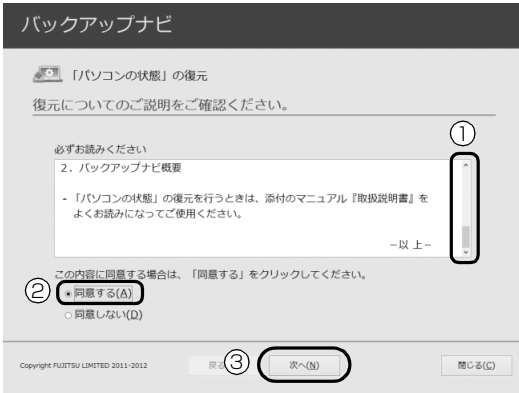 バックアップナビ
「パソコンの状態」の復元
復元についてのご説明をご確認ください。
①
必ずお読みください
2．バックアップナビ概要
- 「パソコンの状態」の復元を行うときは、添付のマニュアル『取扱説明書』を
よくお読みになってご使用ください。
－以 上－
この内容に同意する場合は、「同意する」をクリックしてください。
② 同意する(A)
同意しない(D)
Copyright FUJITSU LIMITED 2011-2012
戻る
③ 次へ(N)
閉じる(C)